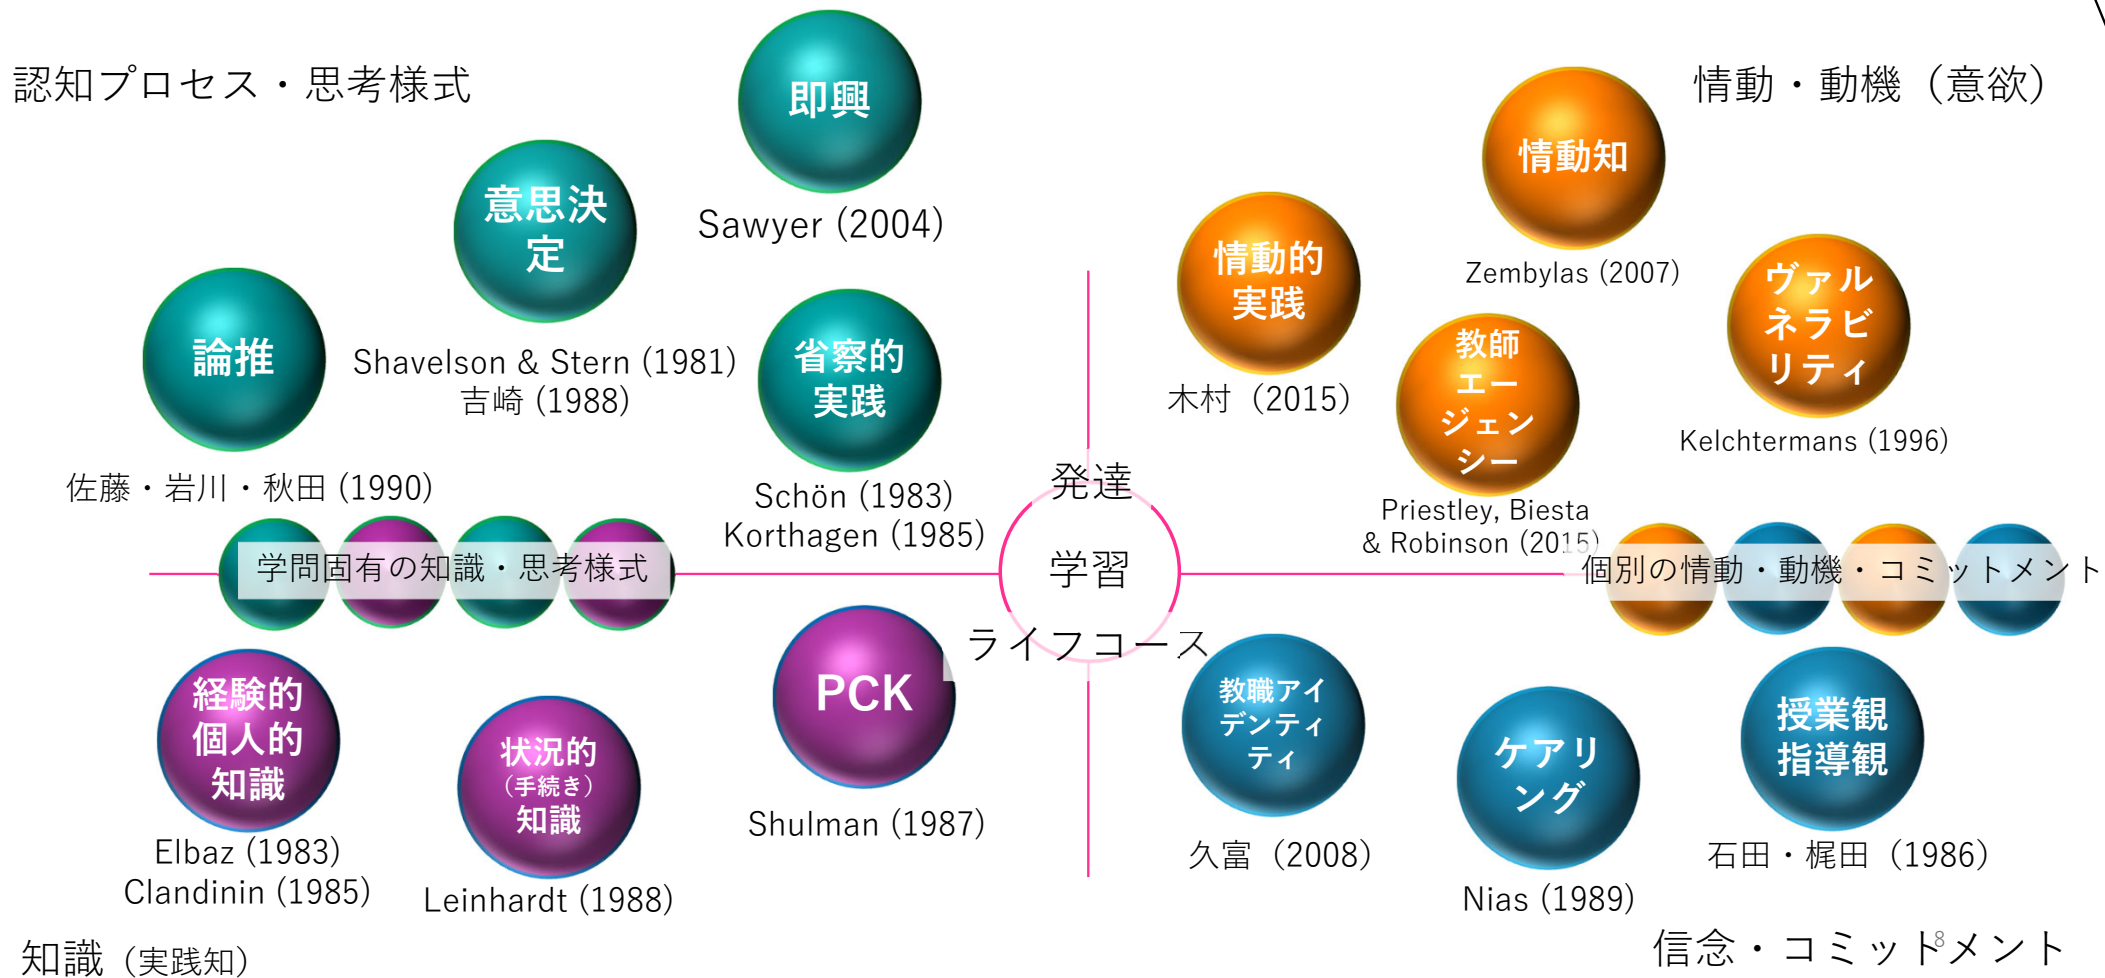 認知プロセス・思考様式
即興
Sawyer (2004)
意思決
定
Shavelson & Stern (1981)
吉崎 (1988)
論推
佐藤・岩川・秋田 (1990)
省察的
実践
Schön (1983)
Korthagen (1985)
情動・動機（意欲）
情動知
Zembylas (2007)
情動的
実践
木村（2015）
ヴァル
ネラビ
リティ
Kelchtermans (1996)
教師
エー
ジェン
シー
Priestley, Biesta
& Robinson (2015)
発達
学習
ライフコース
学問固有の知識・思考様式
個別の情動・動機・コミットメント
経験的
個人的
知識
Elbaz (1983)
Clandinin (1985)
状況的
（手続き）
知識
Leinhardt (1988)
PCK
Shulman (1987)
知識（実践知）
教職アイ
デンティ
ティ
久冨（2008）
ケアリ
ング
Nias (1989)
授業観
指導観
石田・梶田（1986）
信念・コミットメント
8